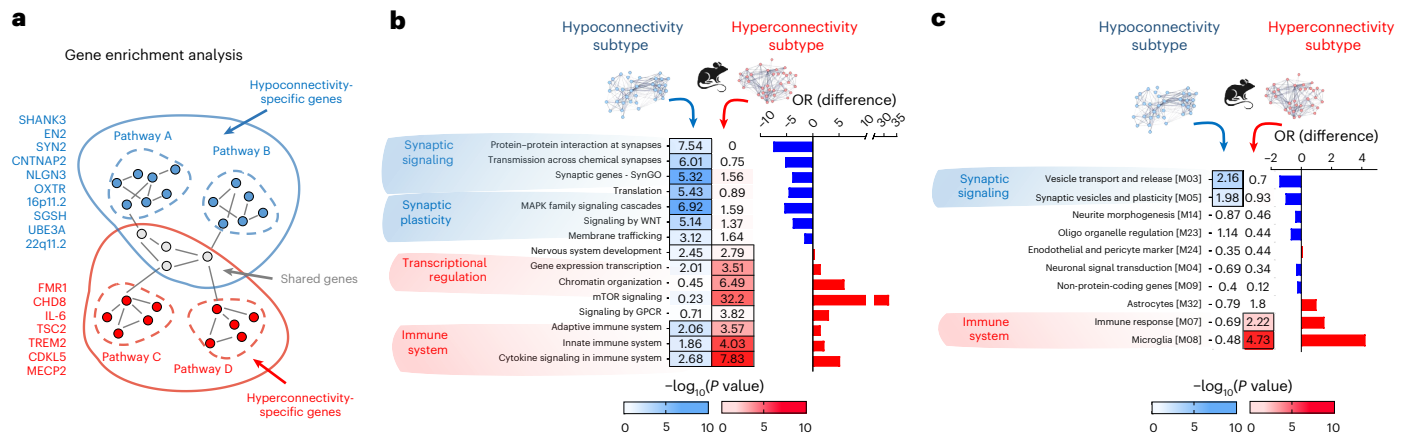 a
Gene enrichment analysis
Hypoconnectivity-
specific genes
SHANK3
EN2
SYN2
CNTNAP2
NLGN3
OXTR
16p11.2
SGSH
UBE3A
22q11.2
Pathway A
Pathway B
Shared genes
FMR1
CHD8
IL-6
TSC2
TREM2
CDKL5
MECP2
Pathway C
Pathway D
Hyperconnectivity-
specific genes
b
Hypoconnectivity
subtype
Hyperconnectivity
subtype
OR (difference)
−10 −5 0 5 10 30 35
Synaptic
signaling
Synaptic
plasticity
Transcriptional
regulation
Immune
system
Protein–protein interaction at synapses 7.54 0
Transmission across chemical synapses 6.01 0.75
Synaptic genes - SynGO 5.32 1.56
Translation 5.43 0.89
MAPK family signaling cascades 6.92 1.59
Signaling by WNT 5.14 1.37
Membrane trafficking 3.12 1.64
Nervous system development 2.45 2.79
Gene expression transcription 2.01 3.51
Chromatin organization 0.45 6.49
mTOR signaling 0.23 32.2
Signaling by GPCR 0.71 3.82
Adaptive immune system 2.06 3.57
Innate immune system 1.86 4.03
Cytokine signaling in immune system 2.68 7.83
−log10(P value)
0 5 10 0 5 10
c
Hypoconnectivity
subtype
Hyperconnectivity
subtype
OR (difference)
−2 0 2 4
Synaptic
signaling
Immune
system
Vesicle transport and release [M03] 2.16 0.7
Synaptic vesicles and plasticity [M05] 1.98 0.93
Neurite morphogenesis [M14] 0.87 0.46
Oligo organelle regulation [M23] 1.14 0.44
Enodothelial and pericyte marker [M24] 0.35 0.44
Neuronal signal transduction [M04] 0.69 0.34
Non-protein-coding genes [M09] 0.4 0.12
Astrocytes [M32] 0.79 1.8
Immune response [M07] 0.69 2.22
Microglia [M08] 0.48 4.73
−log10(P value)
0 5 10 0 5 10